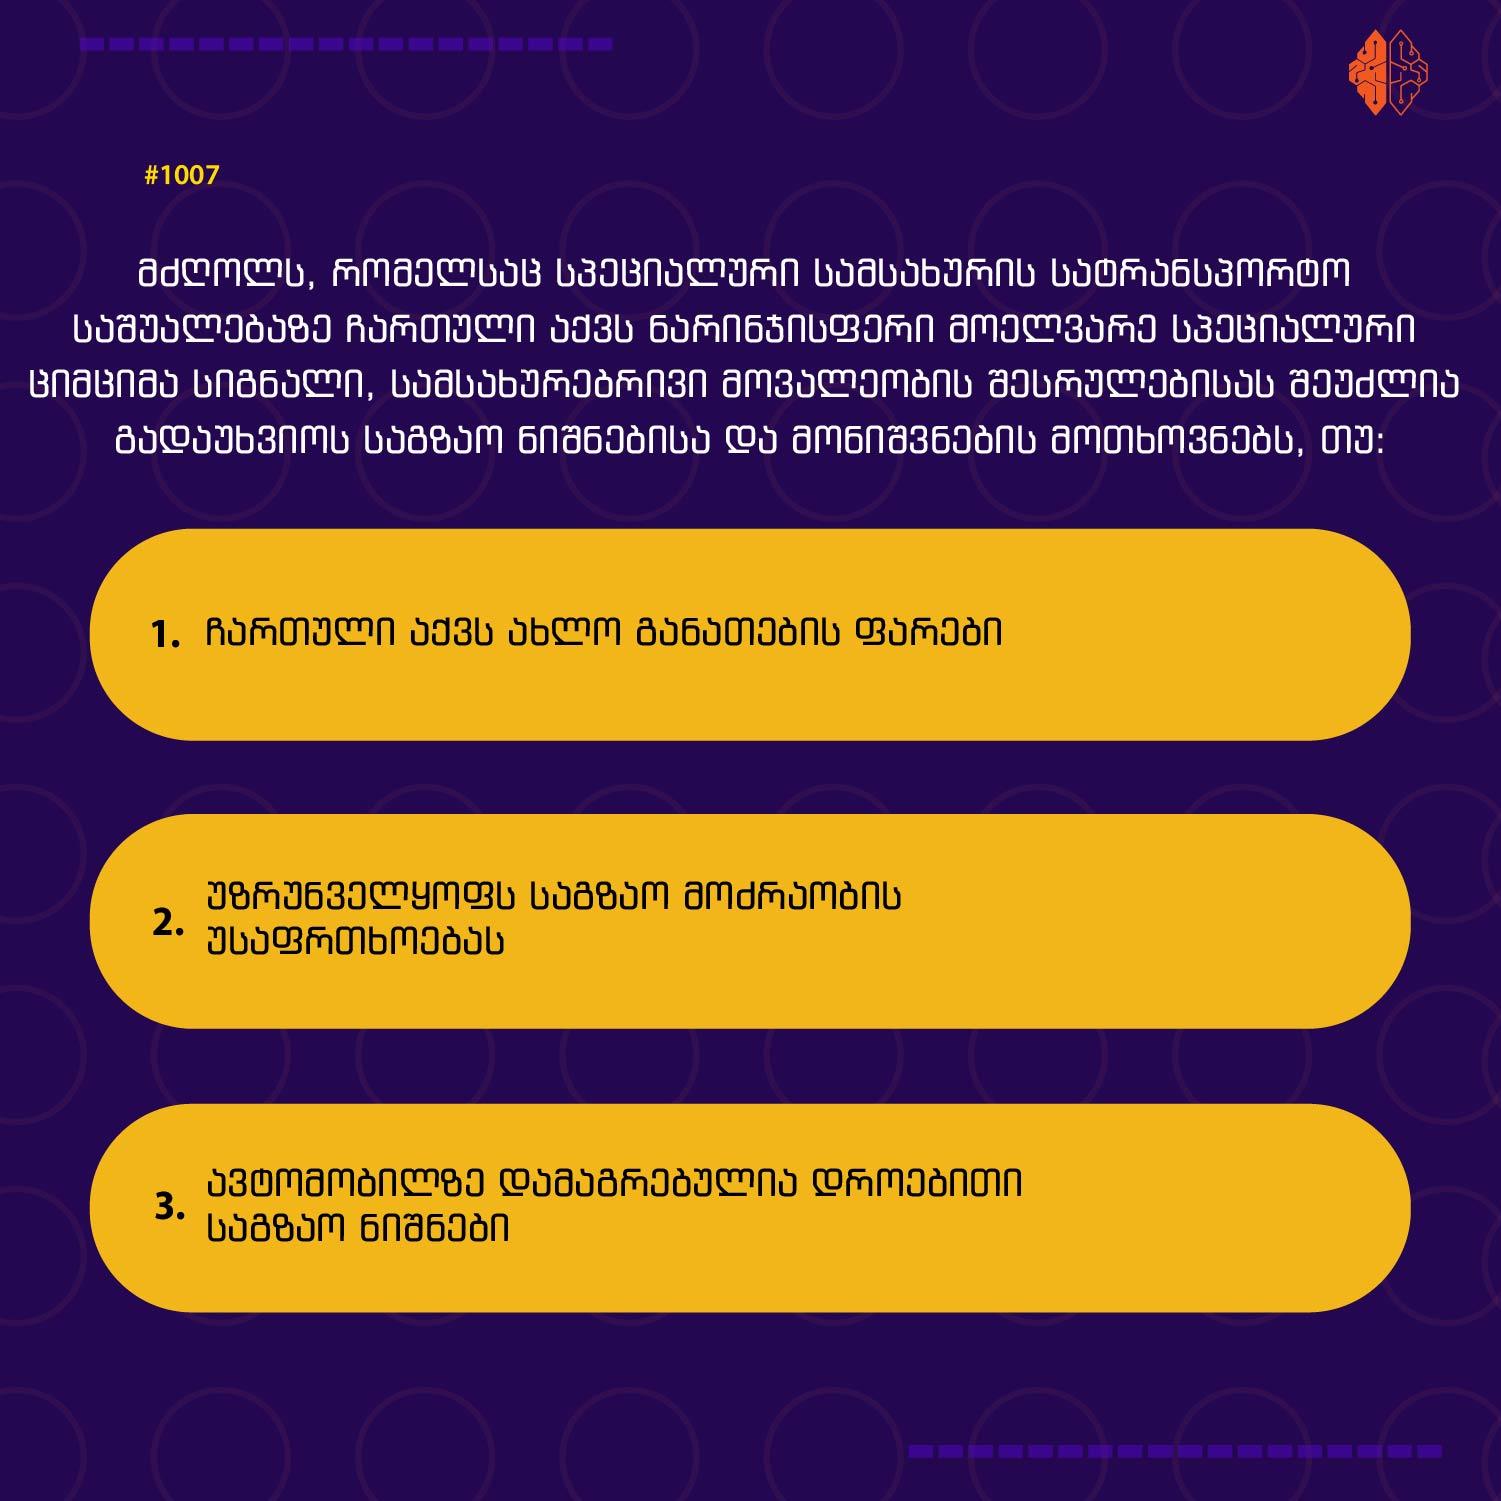 #1007
მძღოლს, რომელსაც სპეციალური სამსახურის სატრანსპორტო
საშუალებაზე ჩართული აქვს ნარინჯისფერი მოელვარე სპეციალური
ციმციმა სიგნალი, სამსახურებრივი მოვალეობის შესრულებისას შეუძლია
გადაუხვიოს საგზაო ნიშნებისა და მონიშვნების მოთხოვნებს, თუ:
1. ჩართული აქვს ახლო განათების ფარები
2. უზრუნველყოფს საგზაო მოძრაობის
უსაფრთხოებას
3. ავტომობილზე დამაგრებულია დროებითი
საგზაო ნიშნები